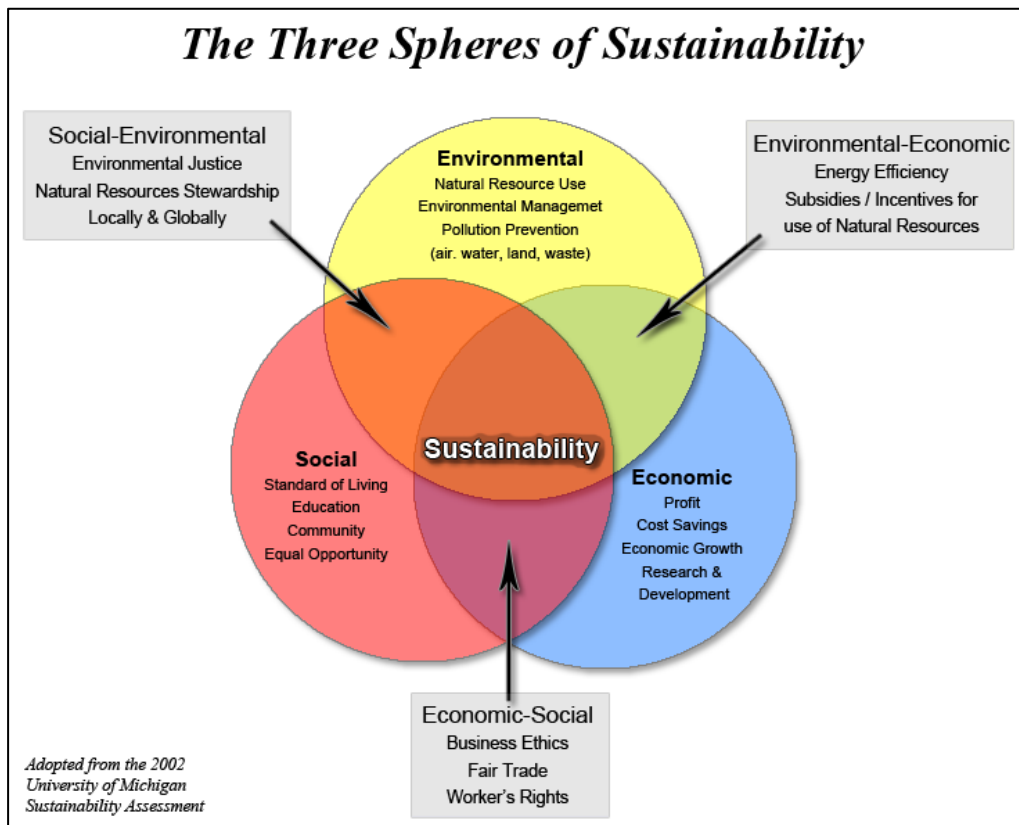 The Three Spheres of Sustainability
Social-Environmental
Environmental Justice
Natural Resources Stewardship
Locally & Globally
Environmental
Natural Resource Use
Environmental Managemet
Pollution Prevention
(air. water, land, waste)
Environmental-Economic
Energy Efficiency
Subsidies / Incentives for
use of Natural Resources
Sustainability
Social
Standard of Living
Education
Community
Equal Opportunity
Economic
Profit
Cost Savings
Economic Growth
Research &
Development
Economic-Social
Business Ethics
Fair Trade
Worker's Rights
Adopted from the 2002
University of Michigan
Sustainability Assessment